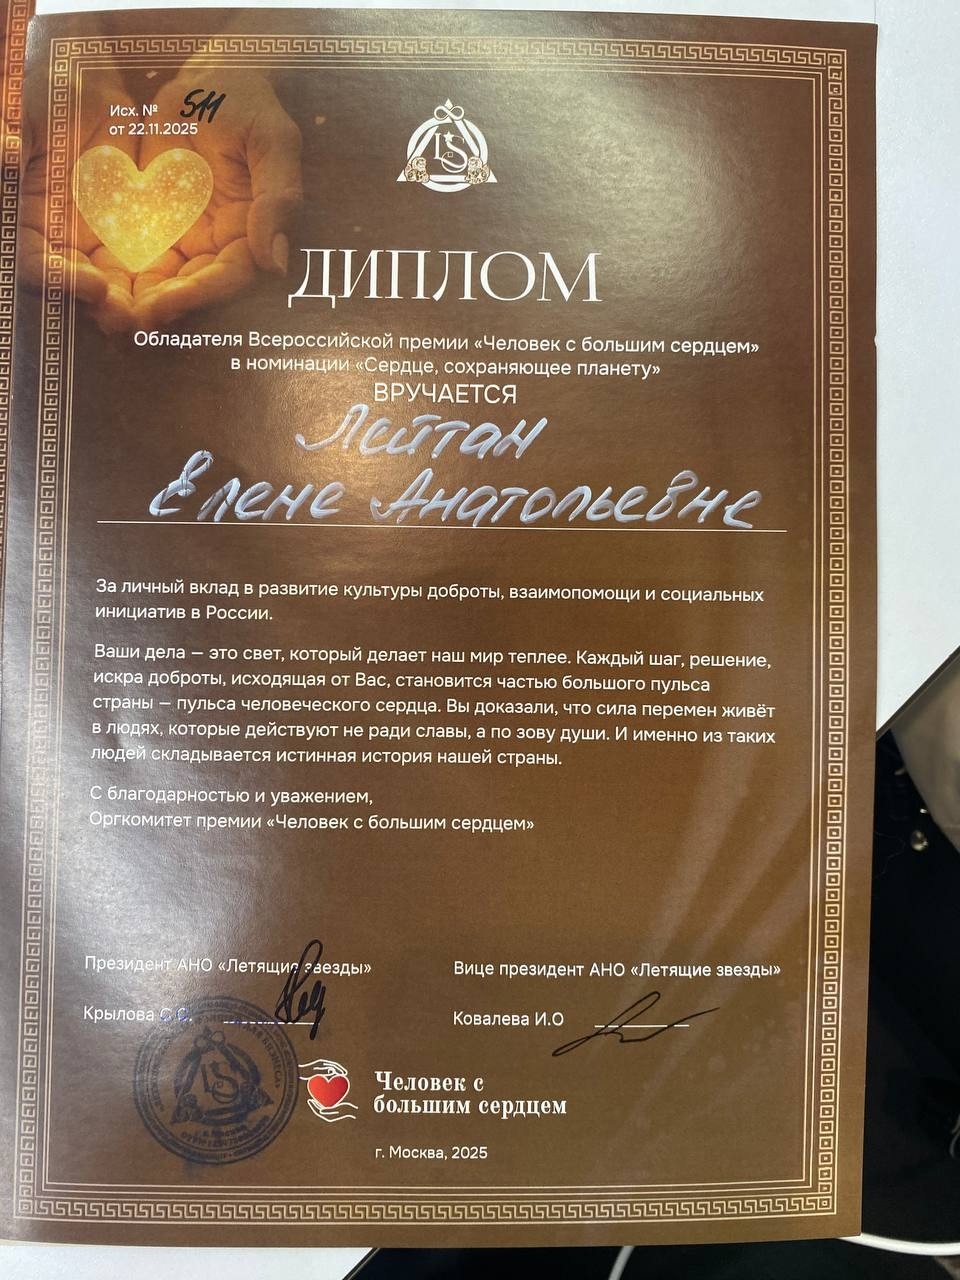 Исх. № 511
от 22.11.2025
LS
ДИПЛОМ
Обладателя Всероссийской премии «Человек с большим сердцем»
в номинации «Сердце, сохраняющее планету»
ВРУЧАЕТСЯ
Лейтан
Елене Анатольевне
За личный вклад в развитие культуры доброты, взаимопомощи и социальных
инициатив в России.
Ваши дела — это свет, который делает наш мир теплее. Каждый шаг, решение,
искра доброты, исходящая от Вас, становится частью большого пульса
страны — пульса человеческого сердца. Вы доказали, что сила перемен живёт
в людях, которые действуют не ради славы, а по зову души. И именно из таких
людей складывается истинная история нашей страны.
С благодарностью и уважением,
Оргкомитет премии «Человек с большим сердцем»
Президент АНО «Летящие звезды»
Крылова С.С.
Вице президент АНО «Летящие звезды»
Ковалева И.О
LS
Человек с
большим сердцем
г. Москва, 2025